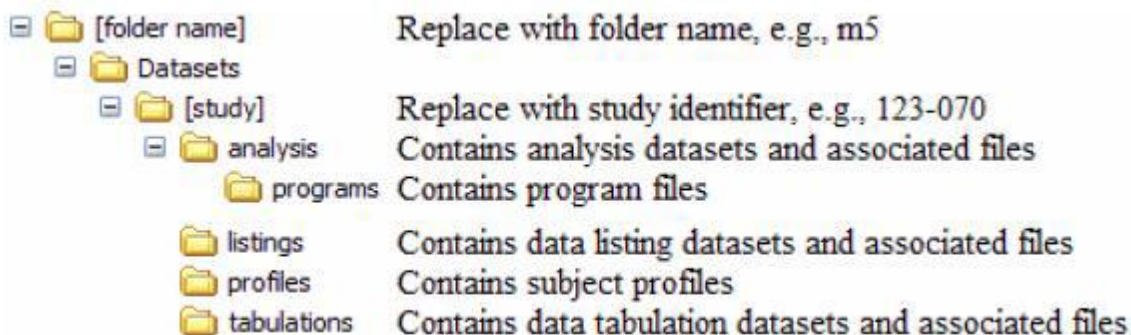 [folder name] Replace with folder name, e.g., m5
Datasets
[study] Replace with study identifier, e.g., 123-070
analysis Contains analysis datasets and associated files
programs Contains program files
listings Contains data listing datasets and associated files
profiles Contains subject profiles
tabulations Contains data tabulation datasets and associated files